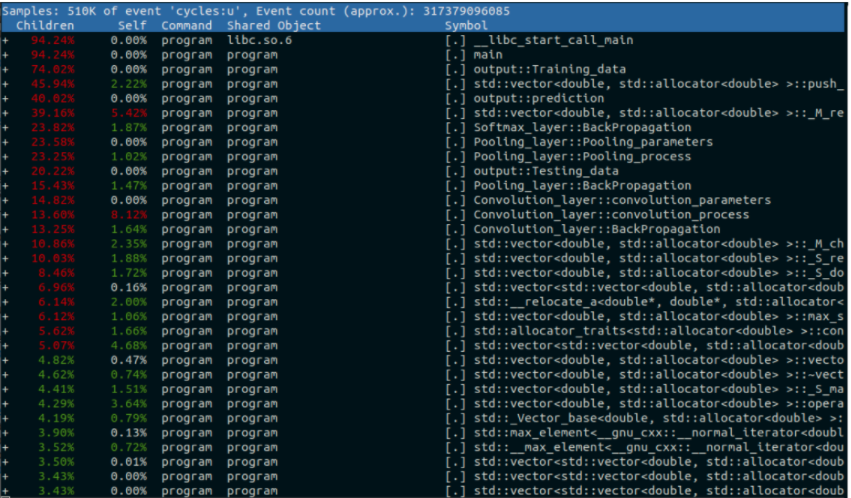 Samples: 510K of event 'cycles:u', Event count (approx.): 317379096085
Children Self Command Shared Object Symbol
+ 94.24% 0.00% program libc.so.6 [.] __libc_start_call_main
+ 94.24% 0.00% program program [.] main
+ 74.02% 0.00% program program [.] output::Training_data
+ 45.94% 2.22% program program [.] std::vector<double, std::allocator<double> >::push_
+ 40.02% 0.00% program program [.] output::prediction
+ 39.16% 5.42% program program [.] std::vector<double, std::allocator<double> >::_M_re
+ 23.82% 1.87% program program [.] Softmax_layer::BackPropagation
+ 23.58% 0.00% program program [.] Pooling_layer::Pooling_parameters
+ 23.25% 1.02% program program [.] Pooling_layer::Pooling_process
+ 20.22% 0.00% program program [.] output::Testing_data
+ 15.43% 1.47% program program [.] Pooling_layer::BackPropagation
+ 14.82% 0.00% program program [.] Convolution_layer::convolution_parameters
+ 13.60% 8.12% program program [.] Convolution_layer::convolution_process
+ 13.25% 1.64% program program [.] Convolution_layer::BackPropagation
+ 10.86% 2.35% program program [.] std::vector<double, std::allocator<double> >::_M_ch
+ 10.03% 1.88% program program [.] std::vector<double, std::allocator<double> >::_S_re
+ 8.46% 1.72% program program [.] std::vector<double, std::allocator<double> >::_S_do
+ 6.96% 0.16% program program [.] std::vector<std::vector<double, std::allocator<doub
+ 6.14% 2.00% program program [.] std::__relocate_a<double*, double*, std::allocator<
+ 6.12% 1.06% program program [.] std::vector<double, std::allocator<double> >::max_s
+ 5.62% 1.66% program program [.] std::allocator_traits<std::allocator<double> >::con
+ 5.07% 4.68% program program [.] std::vector<std::vector<double, std::allocator<doub
+ 4.82% 0.47% program program [.] std::vector<double, std::allocator<double> >::vecto
+ 4.62% 0.74% program program [.] std::vector<double, std::allocator<double> >::~vect
+ 4.41% 1.51% program program [.] std::vector<double, std::allocator<double> >::_S_ma
+ 4.29% 3.64% program program [.] std::vector<double, std::allocator<double> >::opera
+ 4.19% 0.79% program program [.] std::_Vector_base<double, std::allocator<double> >:
+ 3.90% 0.13% program program [.] std::max_element<__gnu_cxx::__normal_iterator<doubl
+ 3.52% 0.72% program program [.] std::__max_element<__gnu_cxx::__normal_iterator<dou
+ 3.50% 0.01% program program [.] std::vector<std::vector<double, std::allocator<doub
+ 3.43% 0.00% program program [.] std::vector<std::vector<double, std::allocator<doub
+ 3.43% 0.00% program program [.] std::vector<std::vector<double, std::allocator<doub